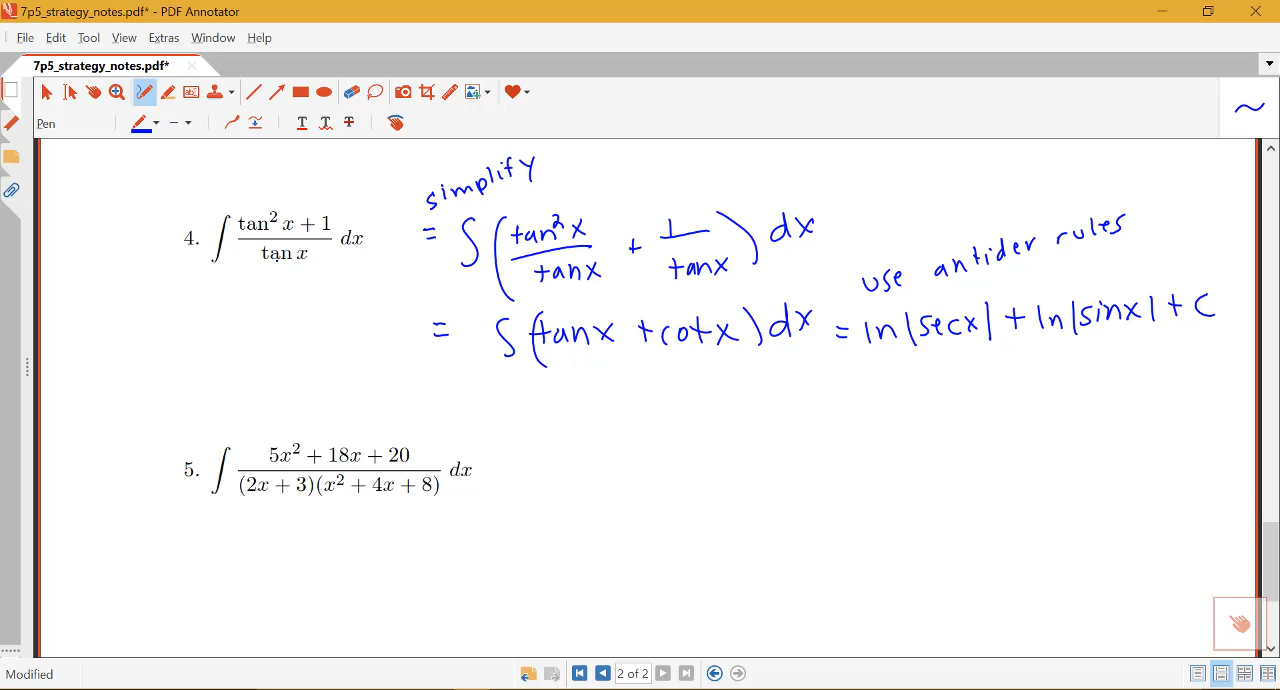 7p5_strategy_notes.pdf* - PDF Annotator
File Edit Tool View Extras Window Help
7p5_strategy_notes.pdf*
Pen
simplify
4. ∫ (tan² x + 1)/(tan x) dx = ∫ (tan²x/tanx + 1/tanx) dx
use antider rules
= ∫ (tanx + cotx) dx = ln|secx| + ln|sinx| + C
5. ∫ (5x² + 18x + 20)/((2x + 3)(x² + 4x + 8)) dx
Modified
2 of 2